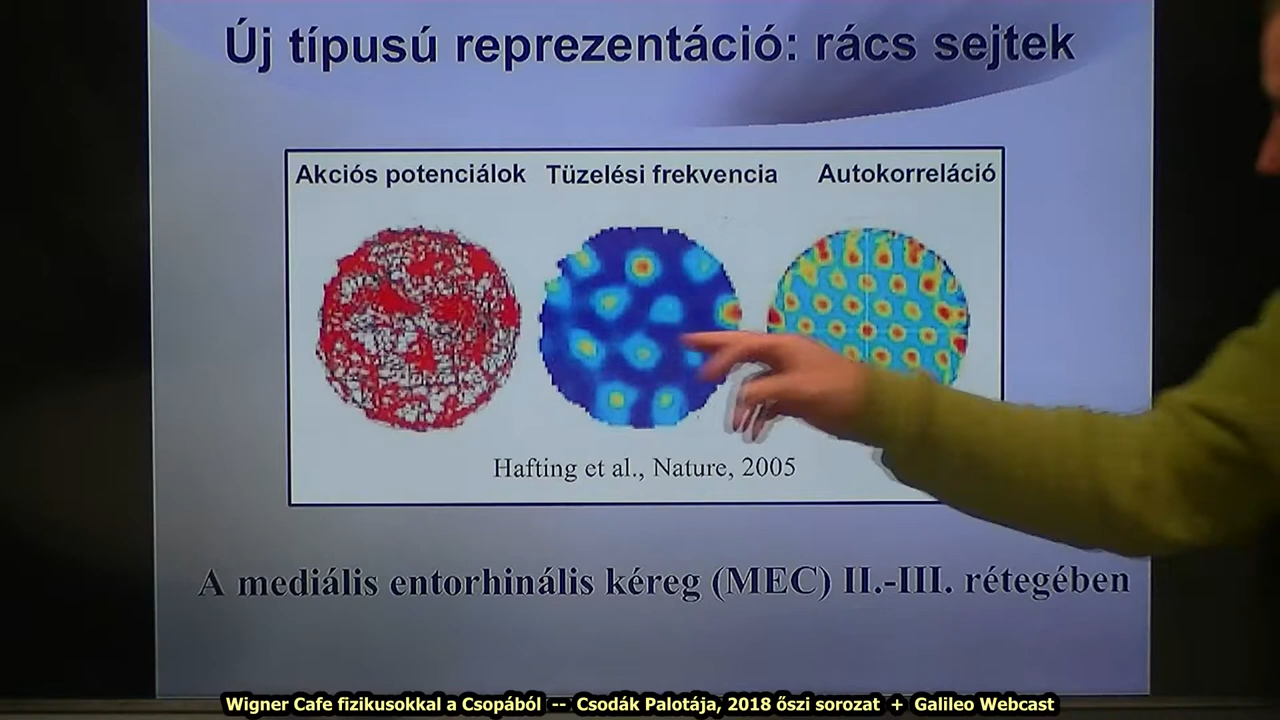 Új típusú reprezentáció: rács sejtek
Akciós potenciálok Tüzelési frekvencia Autokorreláció
Hafting et al., Nature, 2005
A mediális entorhinális kéreg (MEC) II.-III. rétegében
Wigner Cafe fizikusokkal a Csopából -- Csodák Palotája, 2018 őszi sorozat + Galileo Webcast